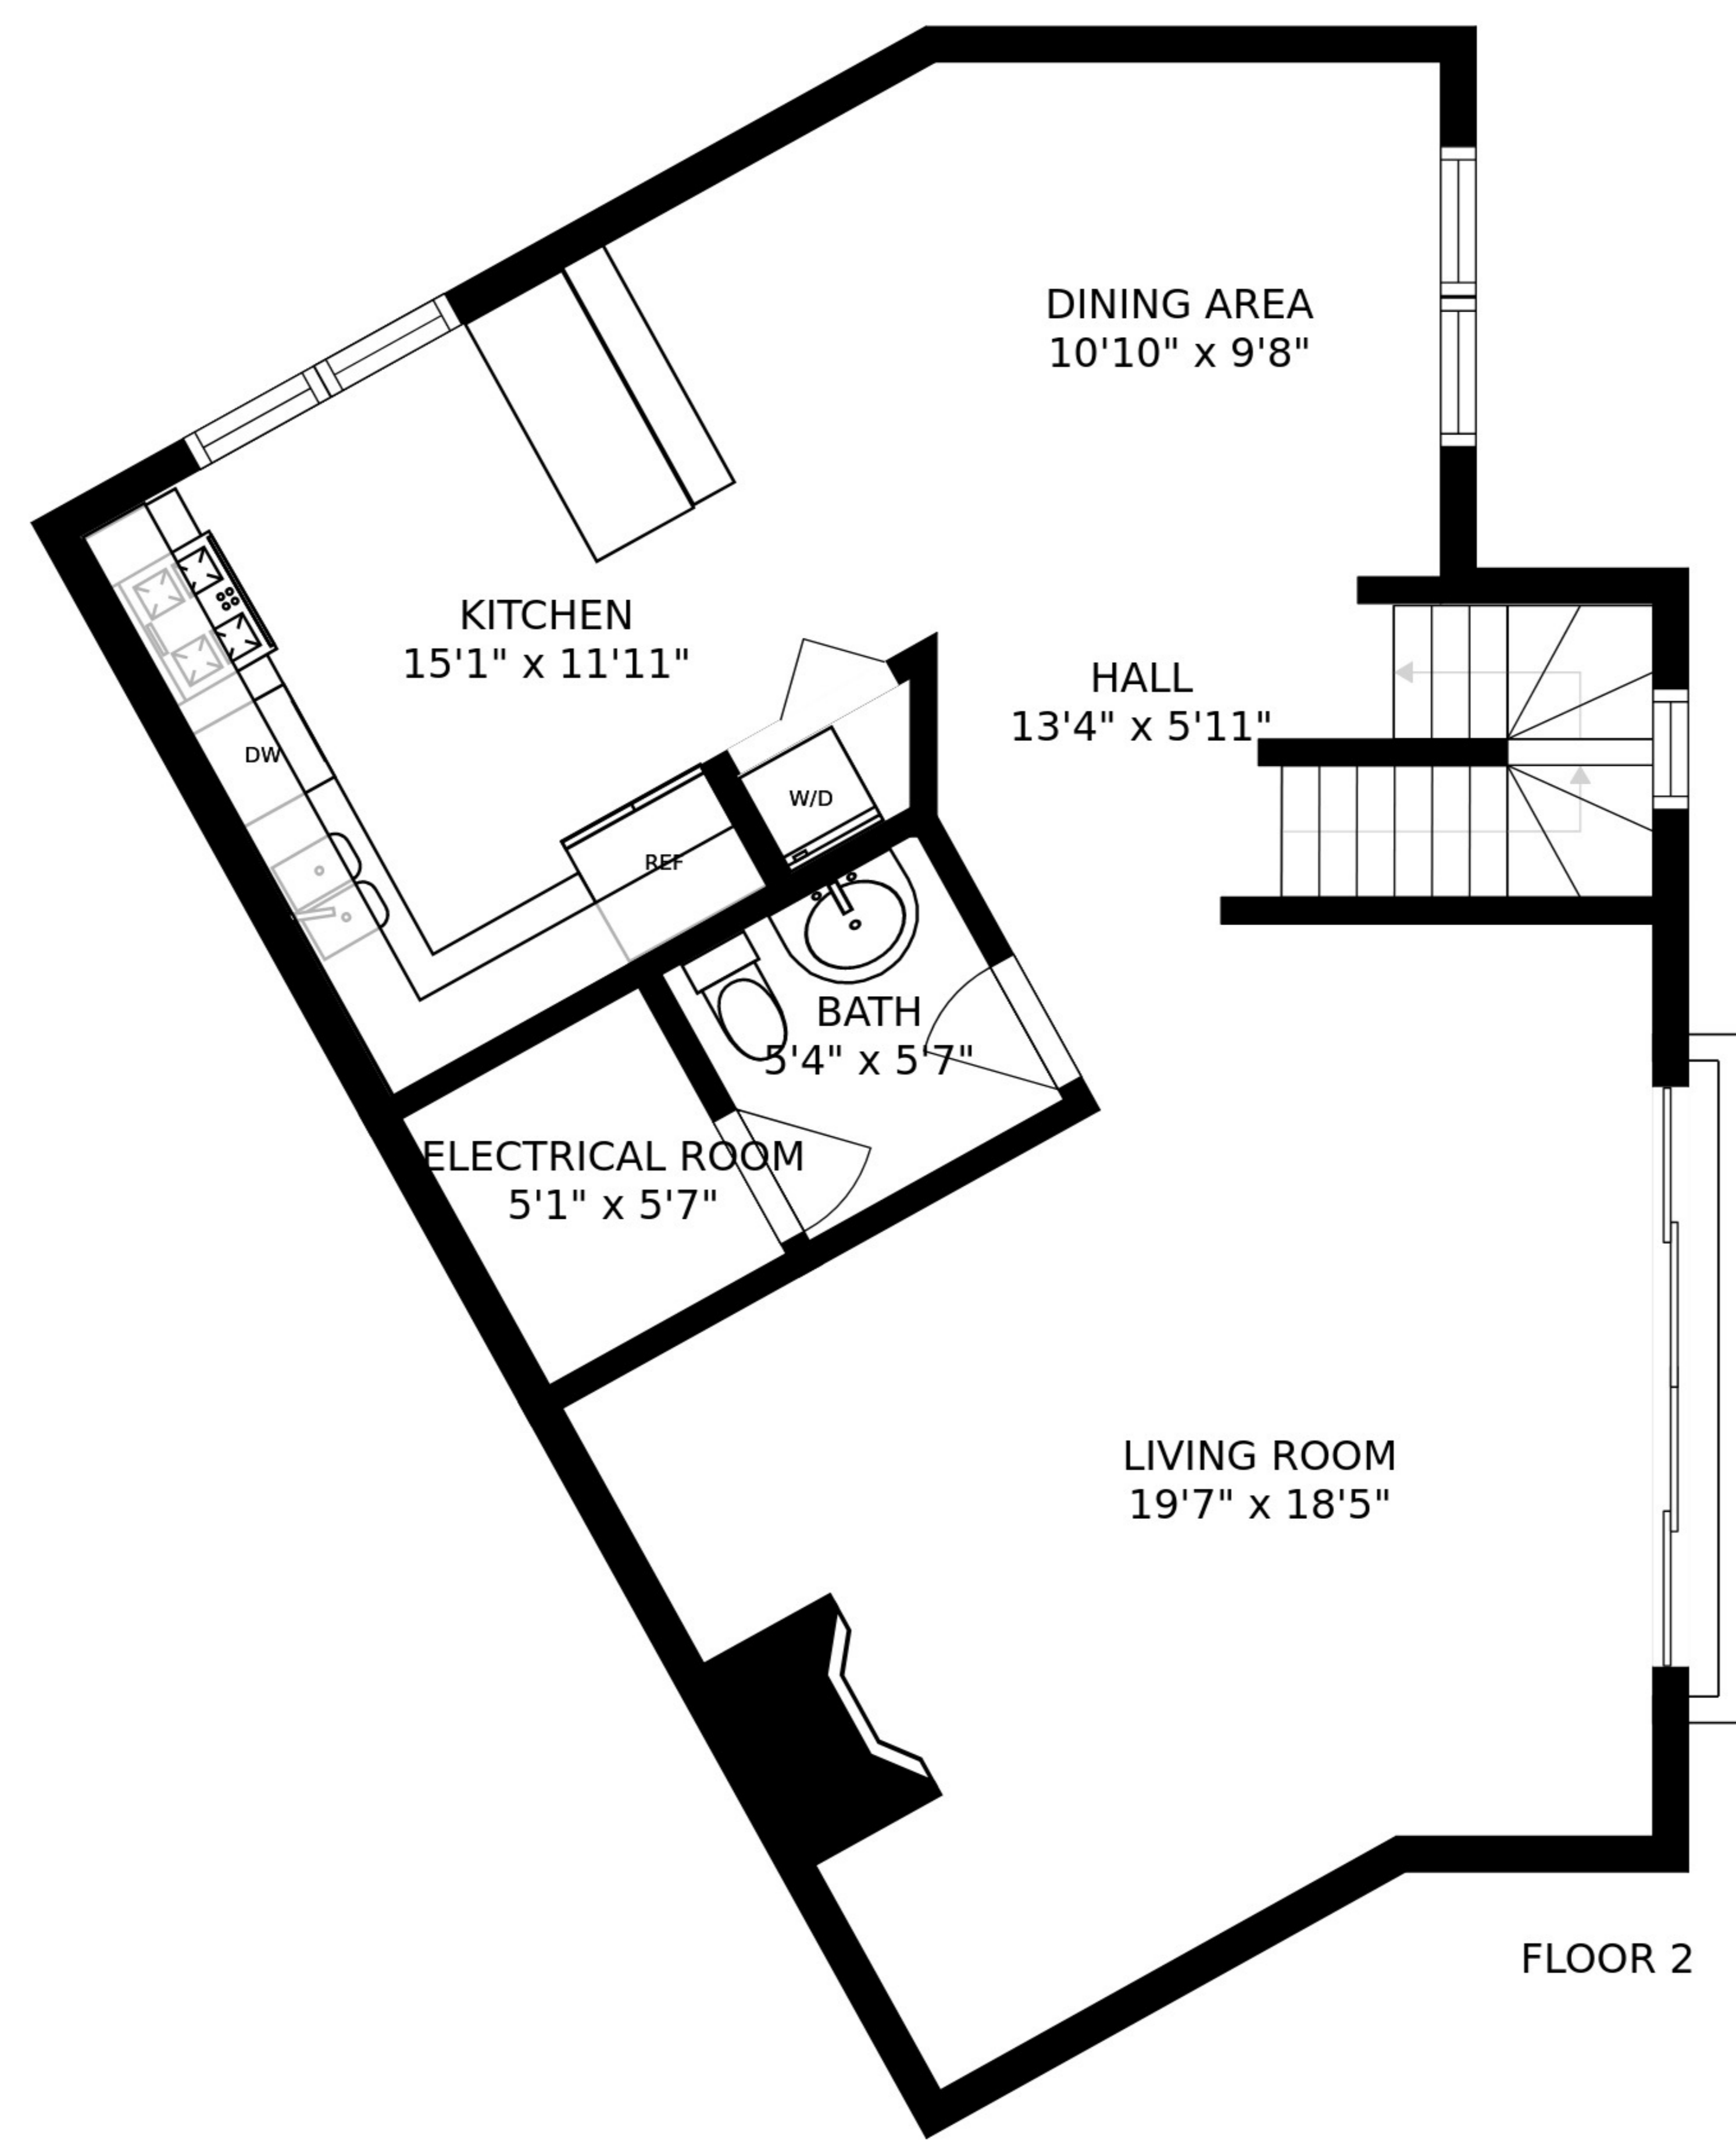 DINING AREA
10'10" x 9'8"
KITCHEN
15'1" x 11'11"
HALL
13'4" x 5'11"
DW
W/D
REF
BATH
5'4" x 5'7"
ELECTRICAL ROOM
5'1" x 5'7"
LIVING ROOM
19'7" x 18'5"
FLOOR 2